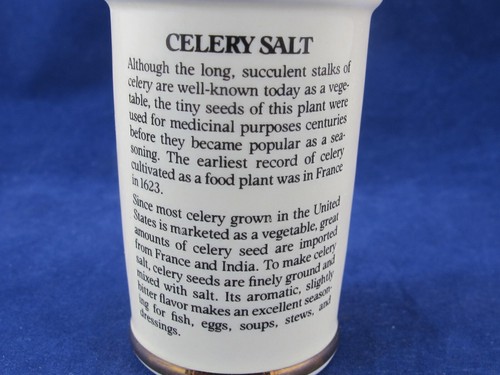 CELERY SALT
Although the long, succulent stalks of
celery are well-known today as a vege-
table, the tiny seeds of this plant were
used for medicinal purposes centuries
before they became popular as a sea-
soning. The earliest record of celery
cultivated as a food plant was in France
in 1623.
Since most celery grown in the United
States is marketed as a vegetable, great
amounts of celery seed are imported
from France and India. To make celery
salt, celery seeds are finely ground and
mixed with salt. Its aromatic, slightly
bitter flavor makes an excellent season-
ing for fish, eggs, soups, stews, and
dressings.